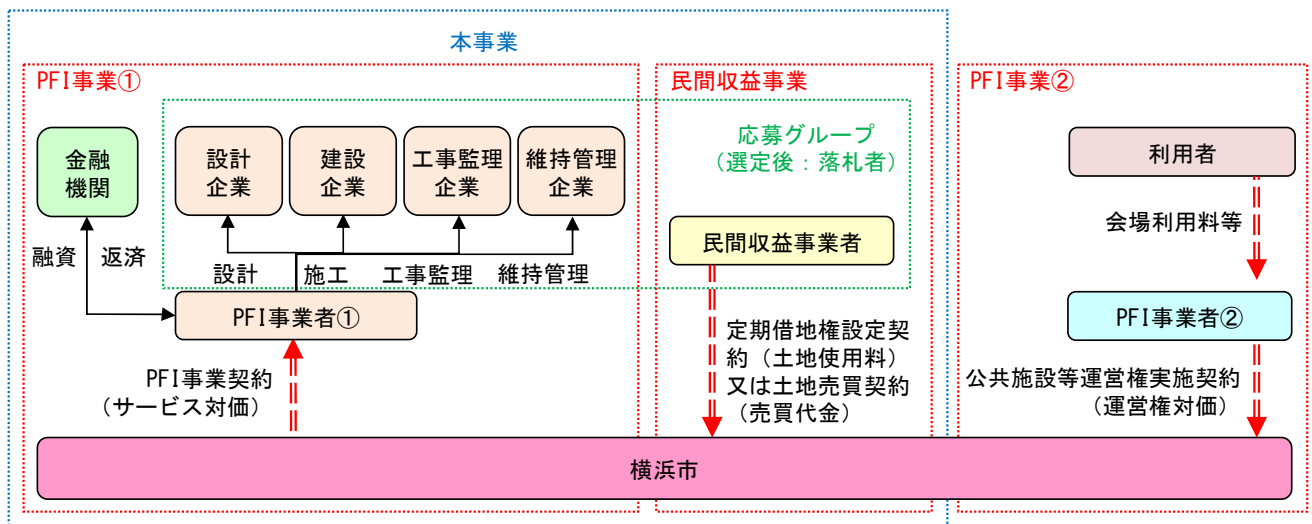 本事業
PFI事業①
民間収益事業
PFI事業②
応募グループ
（選定後：落札者）
金融
機関
設計
企業
建設
企業
工事監理
企業
維持管理
企業
利用者
会場利用料等
民間収益事業者
融資
返済
設計
施工
工事監理
維持管理
PFI事業者①
PFI事業者②
定期借地権設定契
約（土地使用料）
又は土地売買契約
（売買代金）
PFI事業契約
（サービス対価）
公共施設等運営権実施契約
（運営権対価）
横浜市